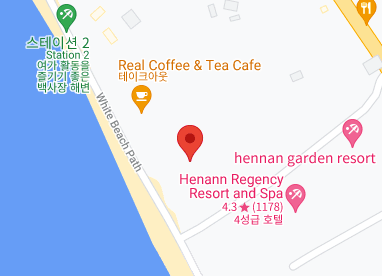 스테이션 2
Station 2
여가 활동을
즐기기 좋은
백사장 해변
Real Coffee & Tea Cafe
테이크아웃
White Beach Path
hennan garden resort
Henann Regency
Resort and Spa
4.3★ (1178)
4성급 호텔